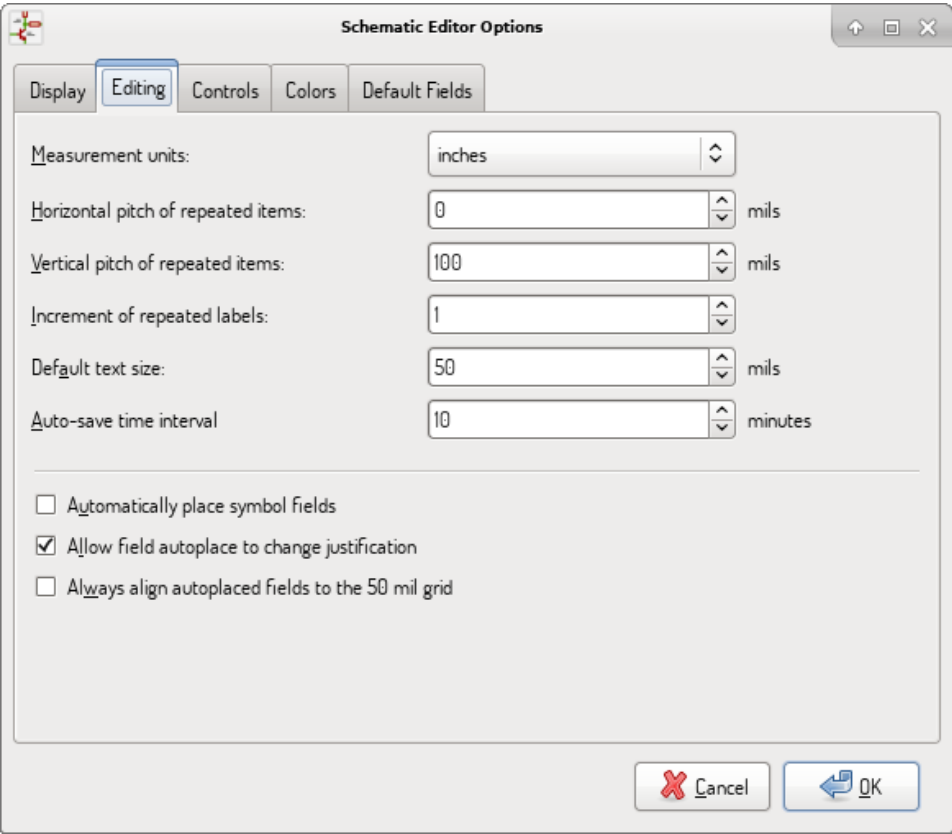 Schematic Editor Options
Display Editing Controls Colors Default Fields
Measurement units: inches
Horizontal pitch of repeated items: 0 mils
Vertical pitch of repeated items: 100 mils
Increment of repeated labels: 1
Default text size: 50 mils
Auto-save time interval 10 minutes
Automatically place symbol fields
Allow field autoplace to change justification
Always align autoplaced fields to the 50 mil grid
Cancel OK